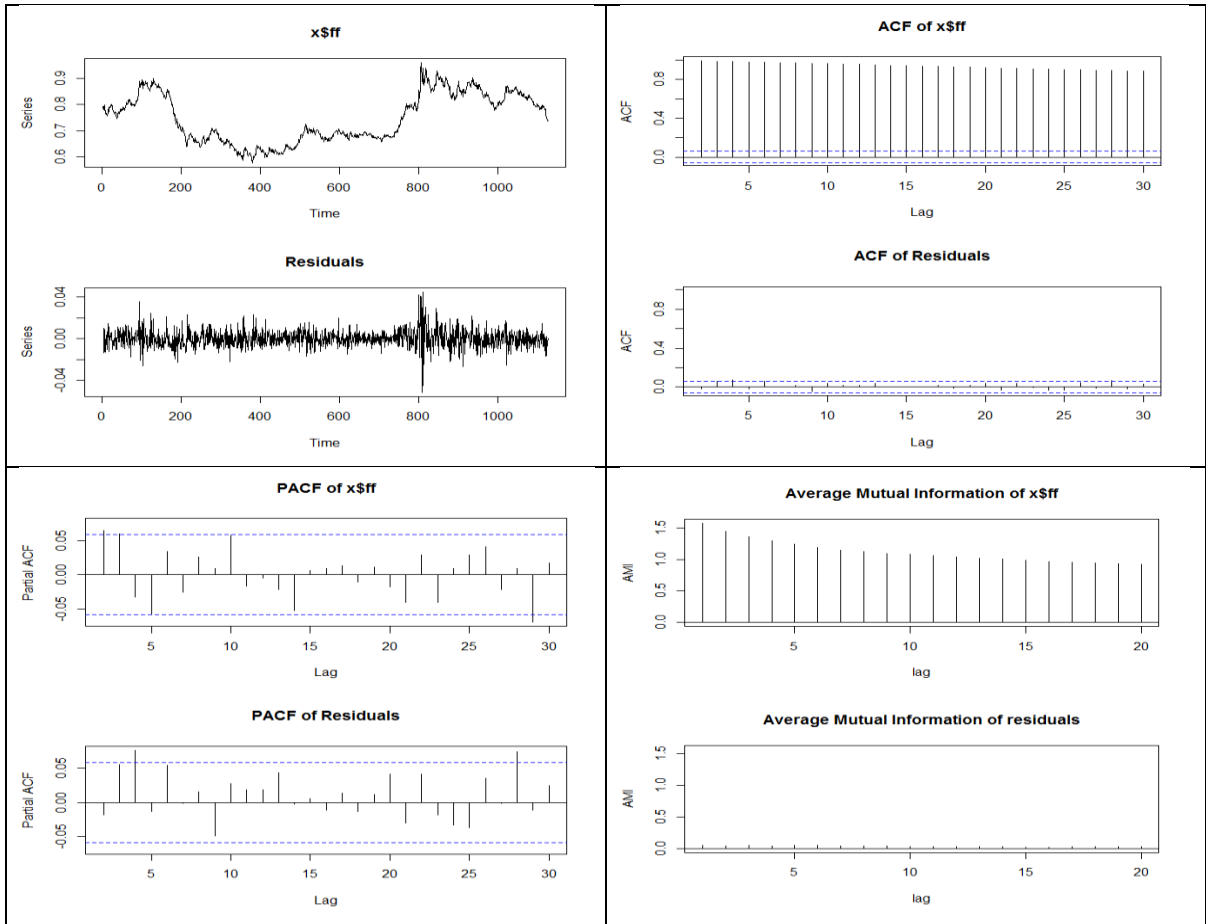 x$ff
Series
0.6 0.7 0.8 0.9
0 200 400 600 800 1000
Time
Residuals
Series
-0.04 0.00 0.04
0 200 400 600 800 1000
Time
ACF of x$ff
ACF
0.0 0.4 0.8
5 10 15 20 25 30
Lag
ACF of Residuals
ACF
0.0 0.4 0.8
5 10 15 20 25 30
Lag
PACF of x$ff
Partial ACF
-0.05 0.00 0.05
5 10 15 20 25 30
Lag
PACF of Residuals
Partial ACF
-0.05 0.00 0.05
5 10 15 20 25 30
Lag
Average Mutual Information of x$ff
AMI
0.0 0.5 1.0 1.5
5 10 15 20
lag
Average Mutual Information of residuals
AMI
0.0 0.5 1.0 1.5
5 10 15 20
lag